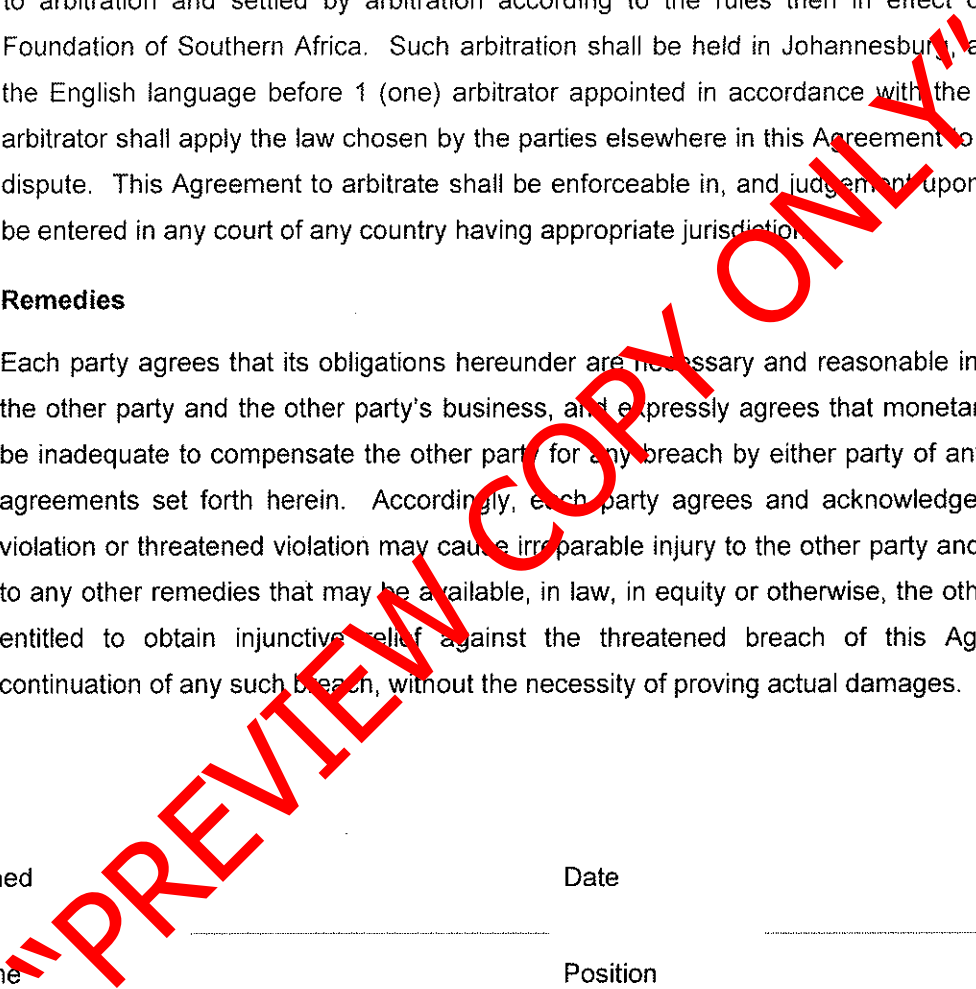 to arbitration and settled by arbitration according to the rules then in effect
Foundation of Southern Africa. Such arbitration shall be held in Johannesburg,
the English language before 1 (one) arbitrator appointed in accordance with the
arbitrator shall apply the law chosen by the parties elsewhere in this Agreement to
dispute. This Agreement to arbitrate shall be enforceable in, and judgement upon
be entered in any court of any country having appropriate jurisdiction
Remedies
Each party agrees that its obligations hereunder are necessary and reasonable in
the other party and the other party's business, and expressly agrees that monetar
be inadequate to compensate the other party for any breach by either party of an
agreements set forth herein. Accordingly, each party agrees and acknowledge
violation or threatened violation may cause irreparable injury to the other party and
to any other remedies that may be available, in law, in equity or otherwise, the oth
entitled to obtain injunctive relief against the threatened breach of this Ag
continuation of any such breach, without the necessity of proving actual damages.
ned Date
ne Position
"PREVIEW COPY ONLY"